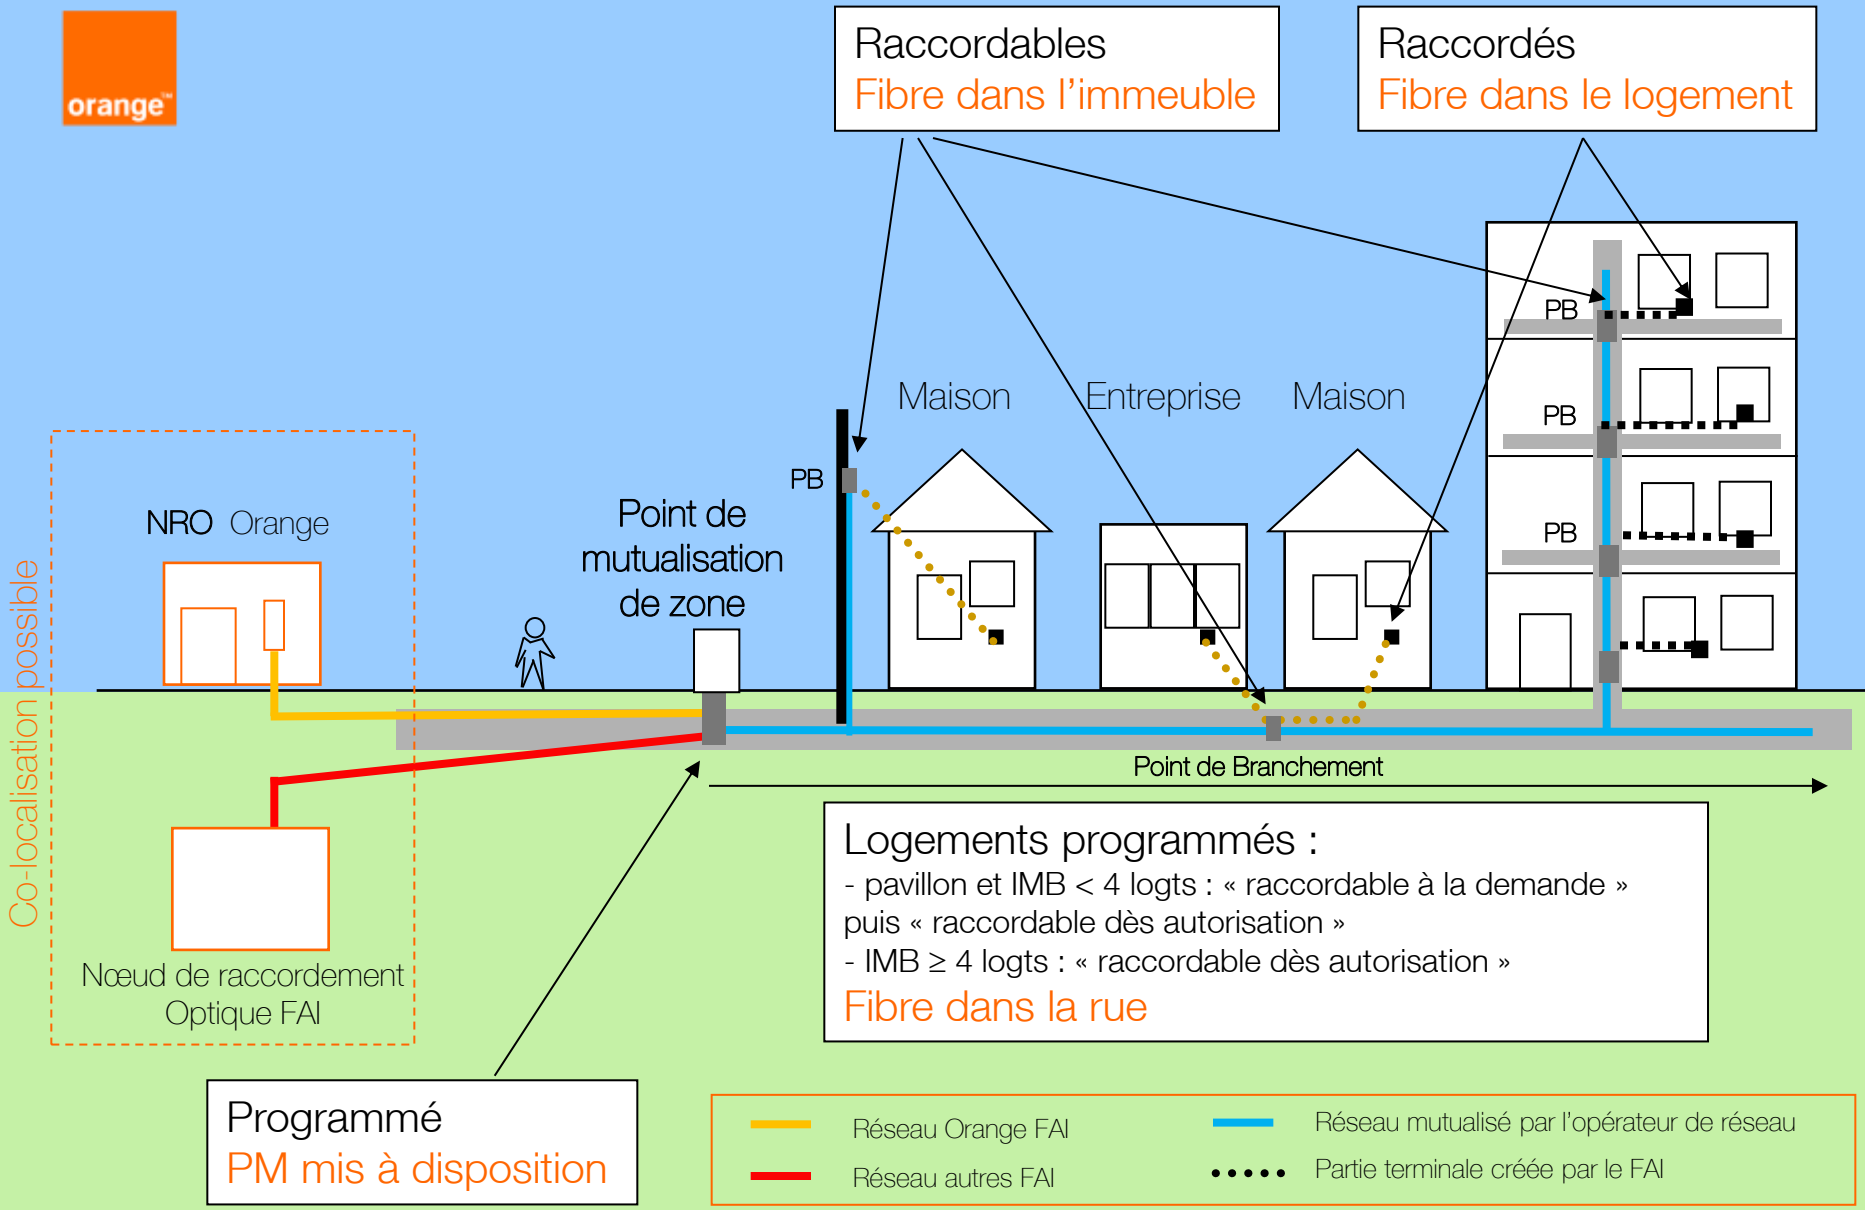 orange™
Raccordables
Fibre dans l'immeuble
Raccordés
Fibre dans le logement
PB
Maison
Entreprise
Maison
PB
PB
PB
NRO Orange
Point de
mutualisation
de zone
Co-localisation possible
Point de Branchement
Logements programmés :
- pavillon et IMB < 4 logts : « raccordable à la demande »
puis « raccordable dès autorisation »
- IMB ≥ 4 logts : « raccordable dès autorisation »
Fibre dans la rue
Nœud de raccordement
Optique FAI
Programmé
PM mis à disposition
Réseau Orange FAI
Réseau autres FAI
Réseau mutualisé par l'opérateur de réseau
Partie terminale créée par le FAI